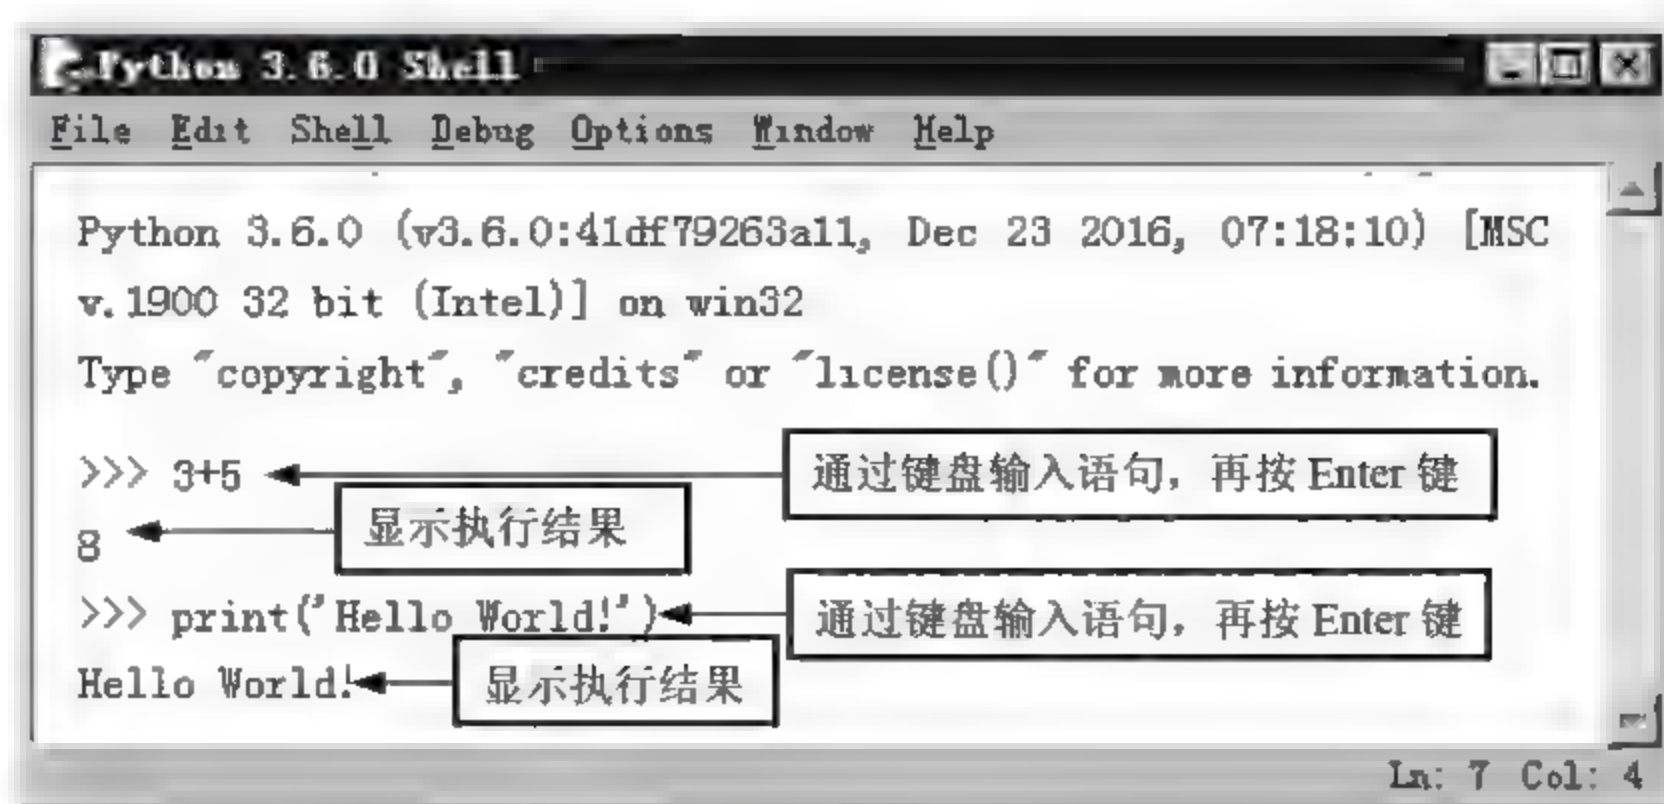 Python 3.6.0 Shell
File Edit Shell Debug Options Window Help
Python 3.6.0 (v3.6.0:41df79263a11, Dec 23 2016, 07:18:10) [MSC
v.1900 32 bit (Intel)] on win32
Type "copyright", "credits" or "license()" for more information.
>>> 3+5 通过键盘输入语句，再按 Enter 键
8 显示执行结果
>>> print('Hello World!') 通过键盘输入语句，再按 Enter 键
Hello World! 显示执行结果
Ln: 7 Col: 4